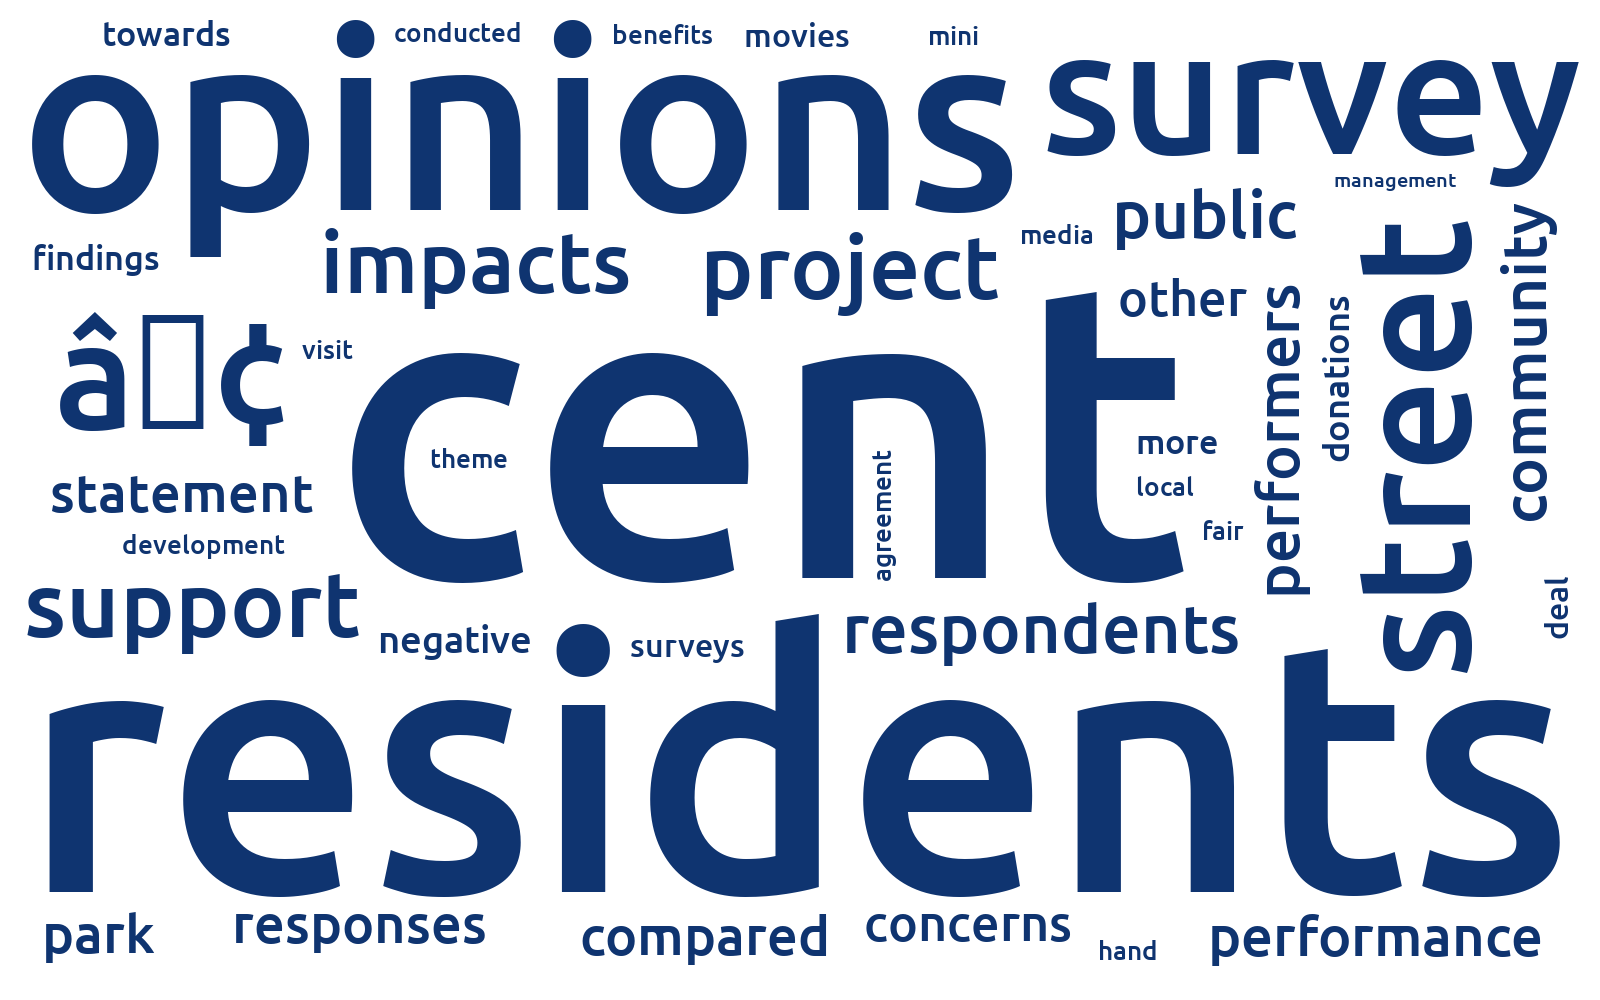 towards
conducted
benefits
movies
mini
opinions
survey
management
public
findings
impacts
project
media
community
street
other
performers
donations
â□¢
visit
cent
theme
agreement
more
local
fair
statement
development
support
negative
surveys
respondents
deal
residents
park
responses
compared
concerns
hand
performance